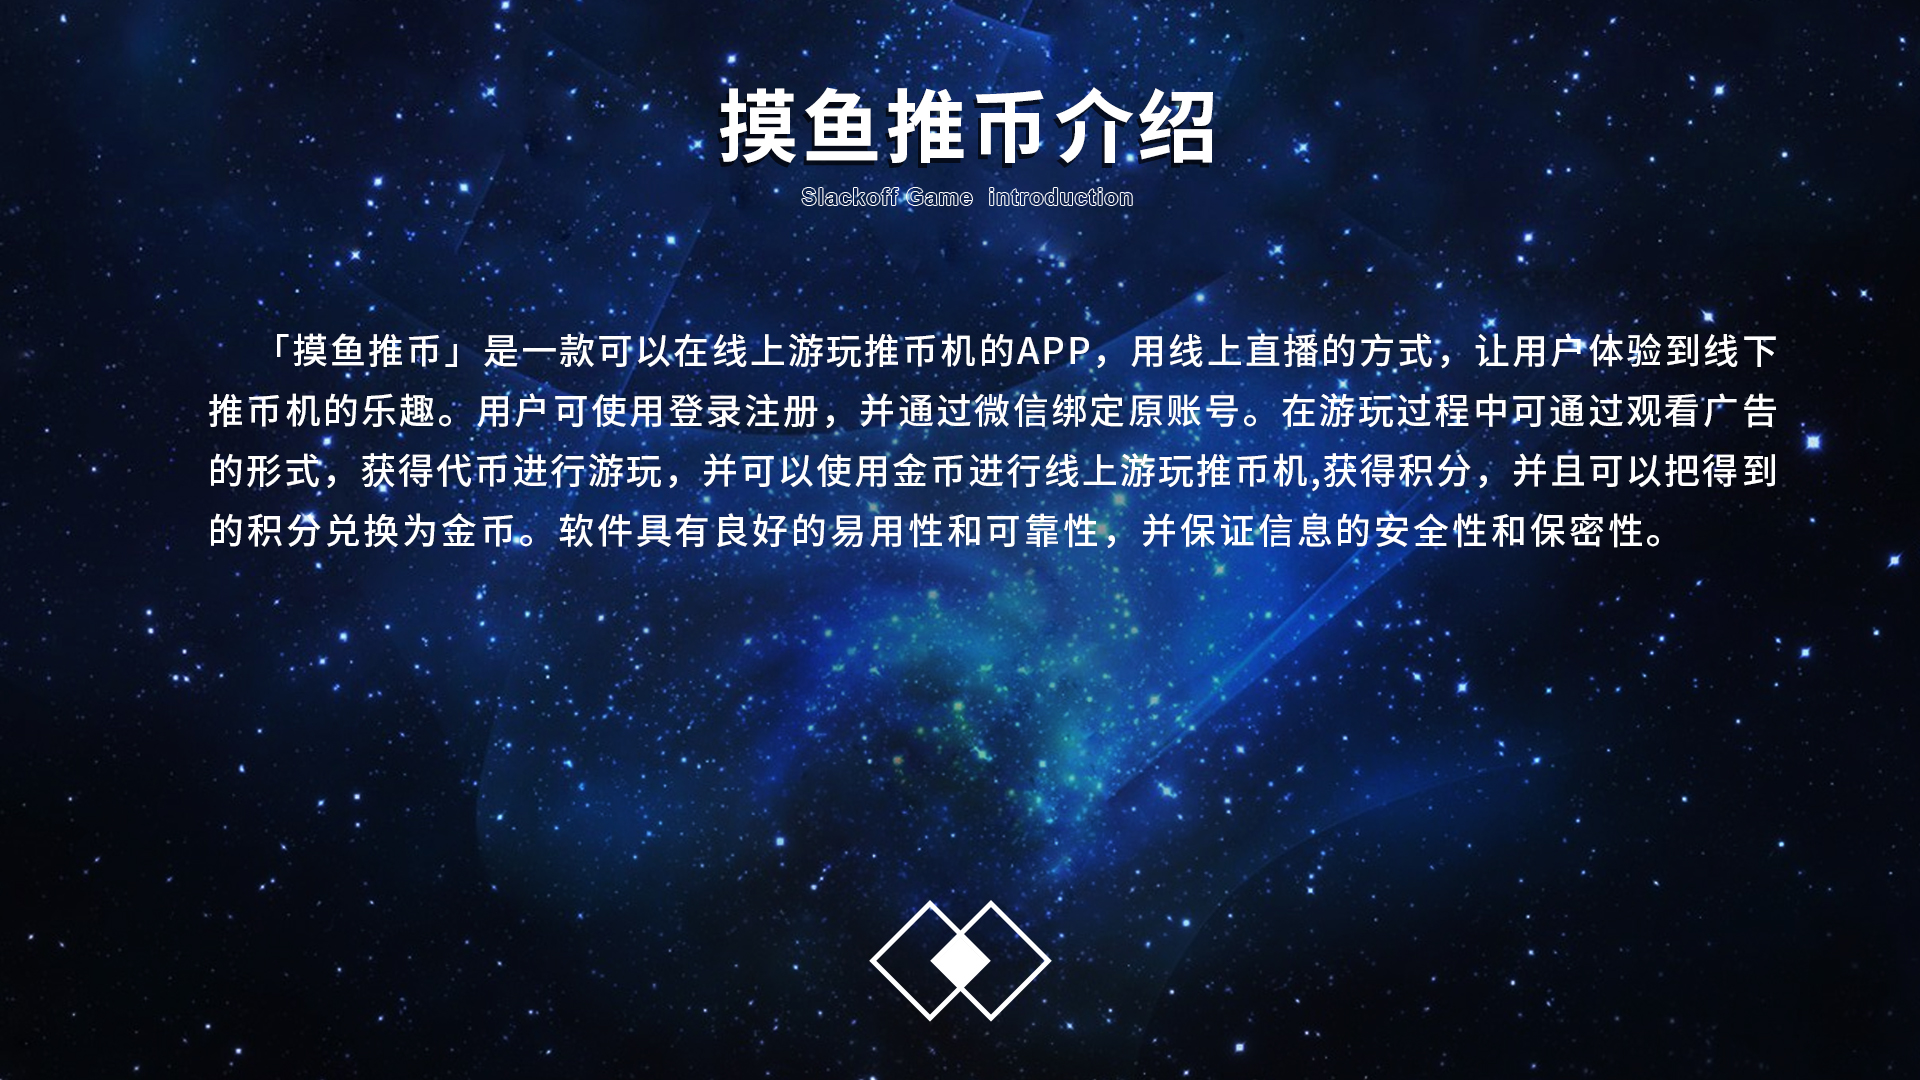 摸鱼推币介绍
Slackoff Game introduction
「摸鱼推币」是一款可以在线上游玩推币机的APP，用线上直播的方式，让用户体验到线下
推币机的乐趣。用户可使用登录注册，并通过微信绑定原账号。在游玩过程中可通过观看广告
的形式，获得代币进行游玩，并可以使用金币进行线上游玩推币机,获得积分，并且可以把得到
的积分兑换为金币。软件具有良好的易用性和可靠性，并保证信息的安全性和保密性。